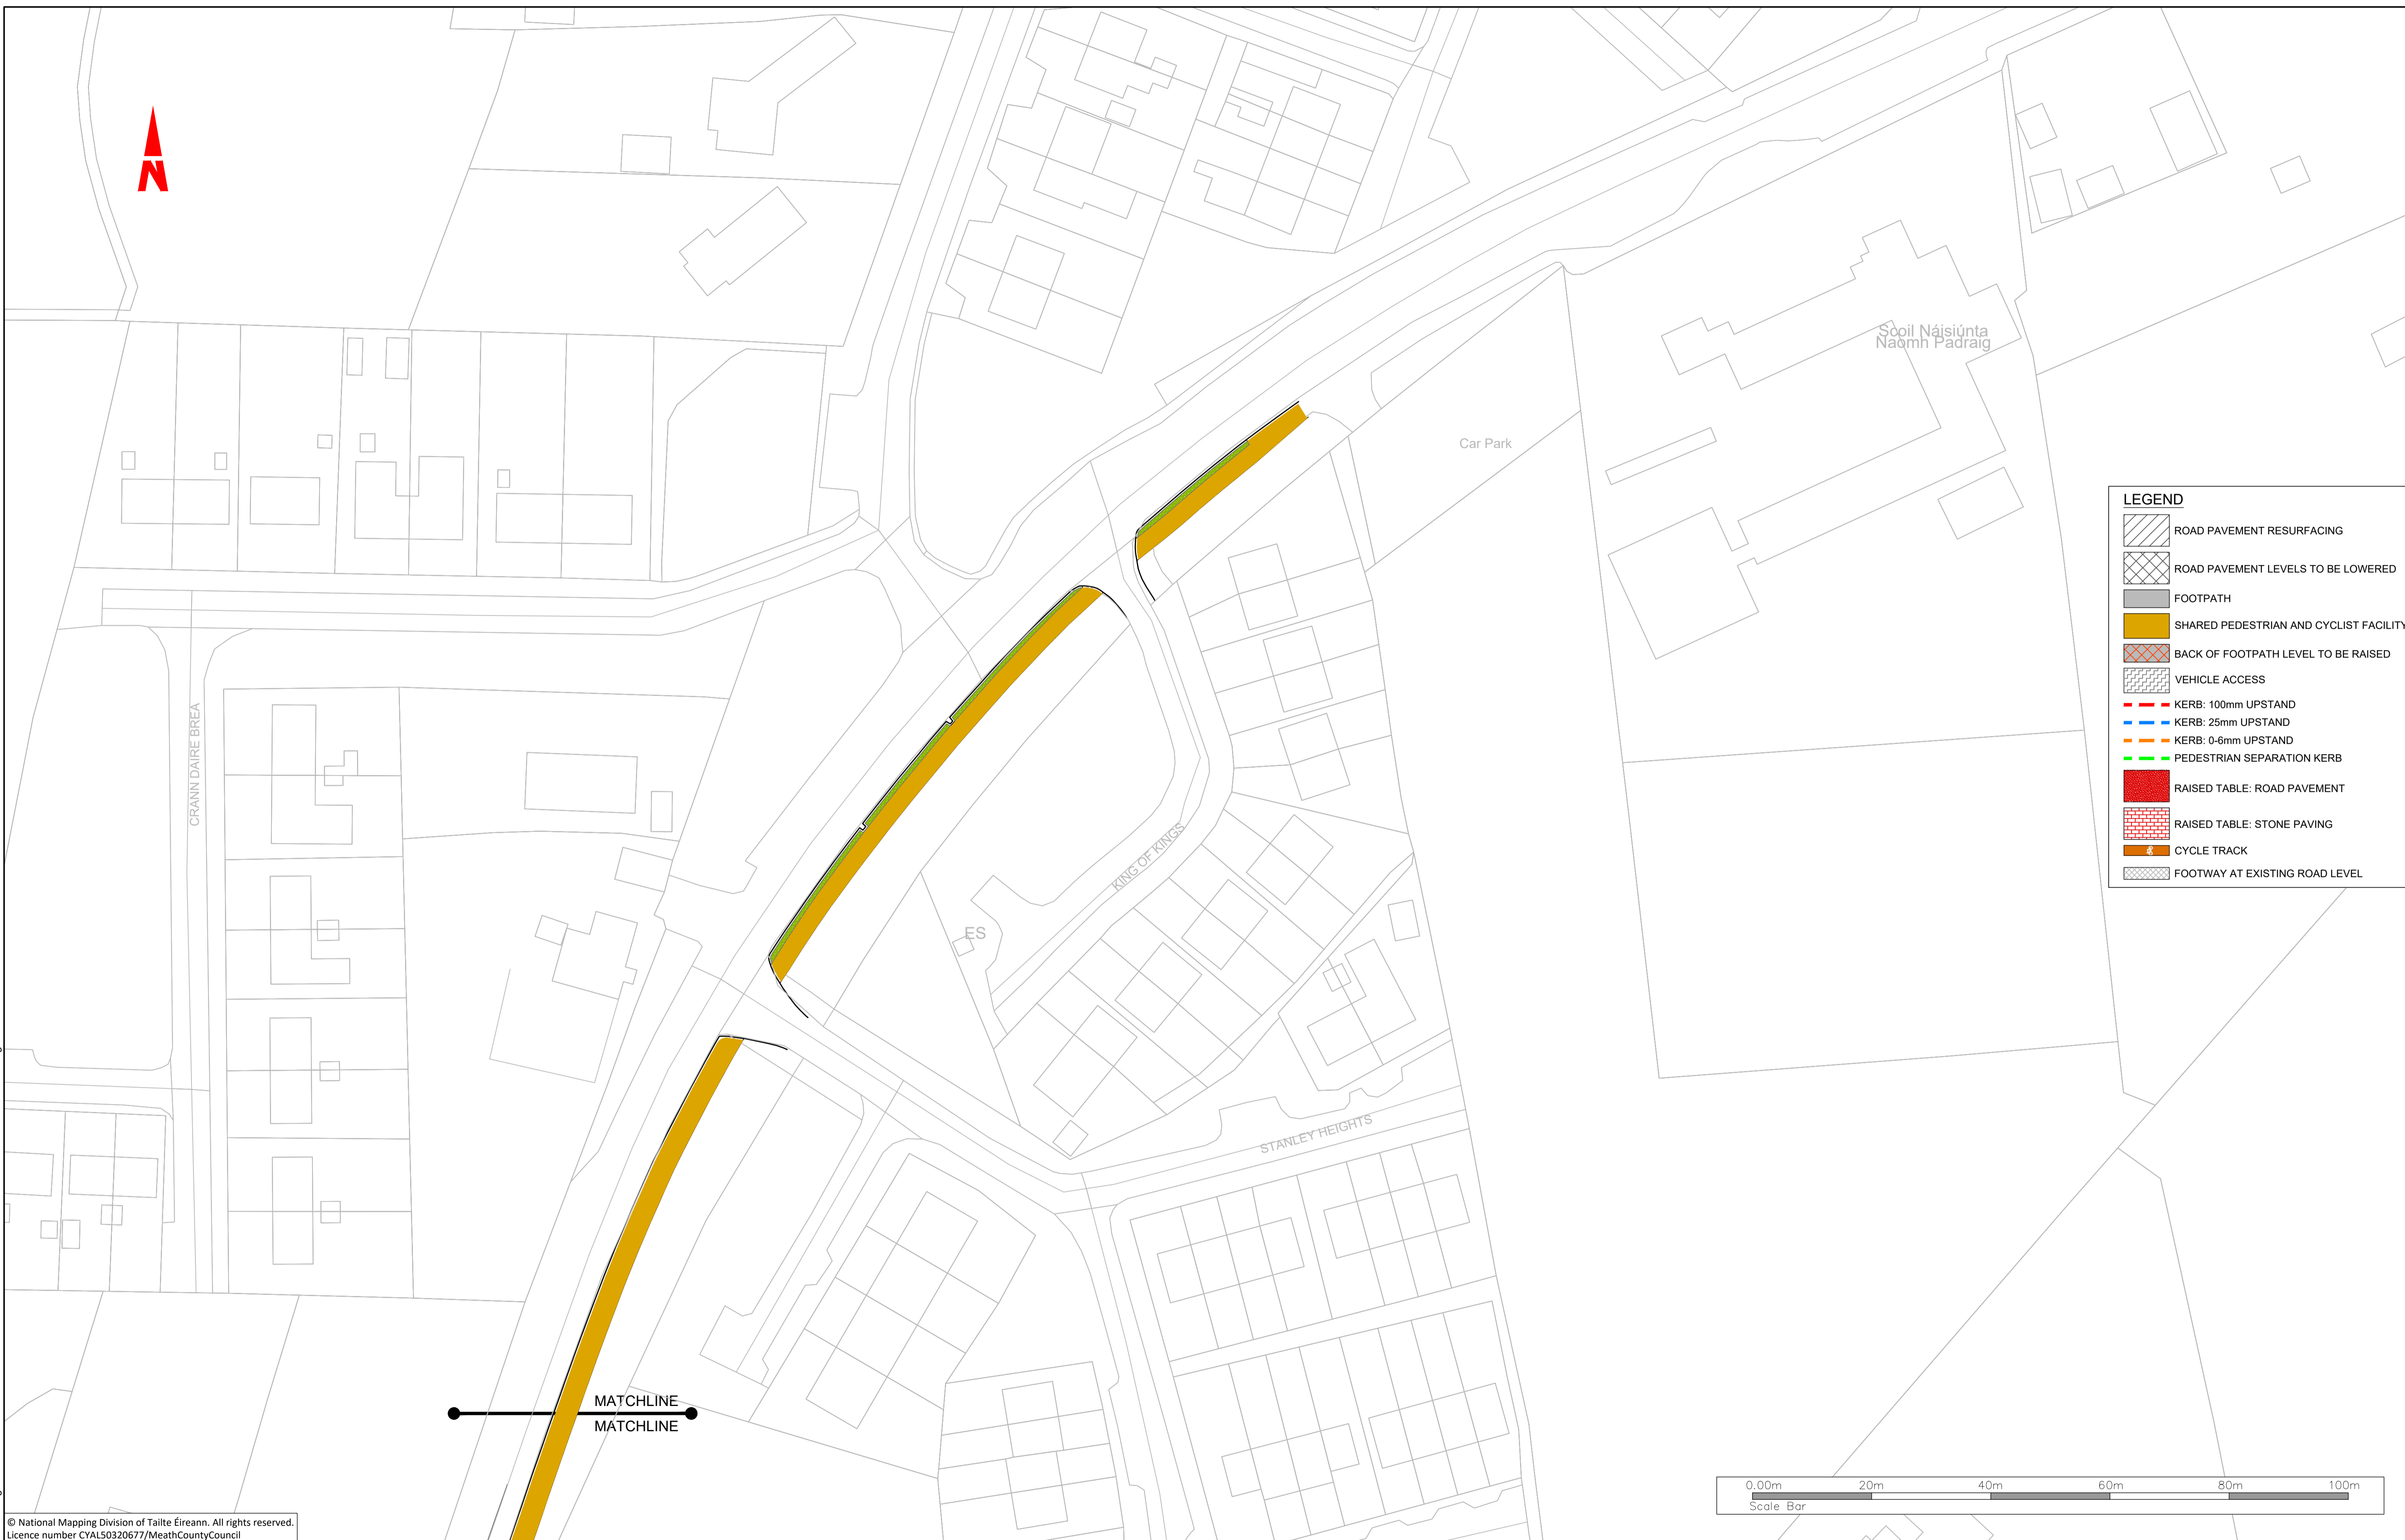 N
Scoil Náisiúnta
Naomh Padraig
Car Park
LEGEND
ROAD PAVEMENT RESURFACING
ROAD PAVEMENT LEVELS TO BE LOWERED
FOOTPATH
SHARED PEDESTRIAN AND CYCLIST FACILITY
BACK OF FOOTPATH LEVEL TO BE RAISED
VEHICLE ACCESS
KERB: 100mm UPSTAND
KERB: 25mm UPSTAND
KERB: 0-6mm UPSTAND
PEDESTRIAN SEPARATION KERB
RAISED TABLE: ROAD PAVEMENT
RAISED TABLE: STONE PAVING
CYCLE TRACK
FOOTWAY AT EXISTING ROAD LEVEL
CRANN DAIRE BREA
KING OF KINGS
ES
STANLEY HEIGHTS
MATCHLINE
MATCHLINE
0.00m 20m 40m 60m 80m 100m
Scale Bar
© National Mapping Division of Tailte Éireann. All rights reserved.
Licence number CYAL50320677/MeathCountyCouncil